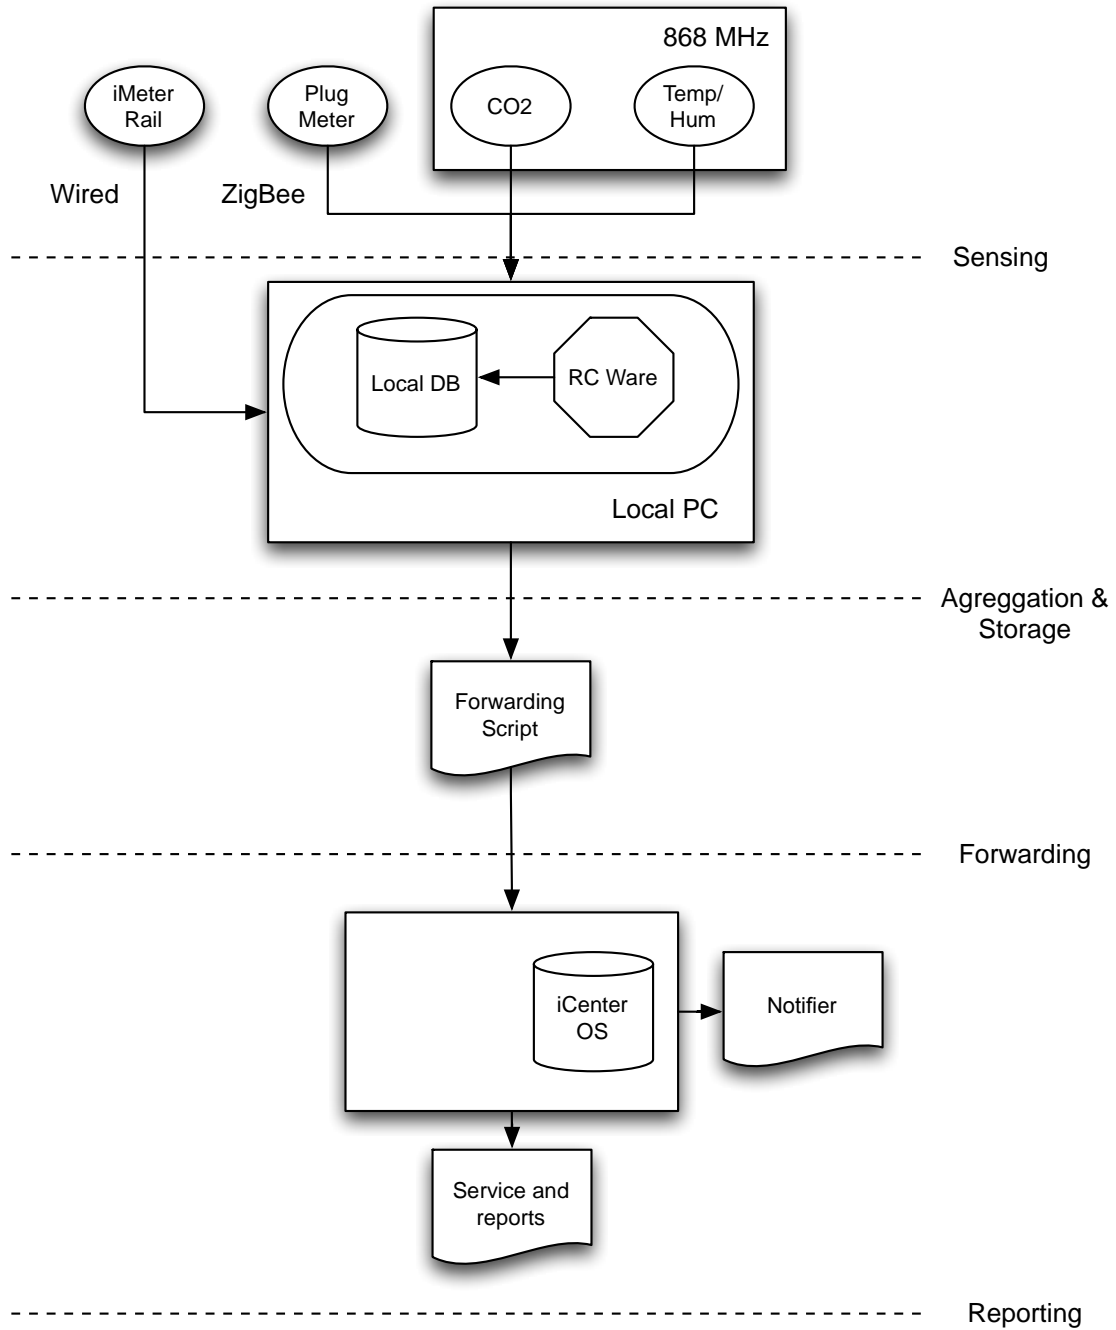 868 MHz
iMeter
Rail
Plug
Meter
CO2
Temp/
Hum
Wired
ZigBee
Sensing
Local DB
RC Ware
Local PC
Agreggation &
Storage
Forwarding
Script
Forwarding
iCenter
OS
Notifier
Service and
reports
Reporting